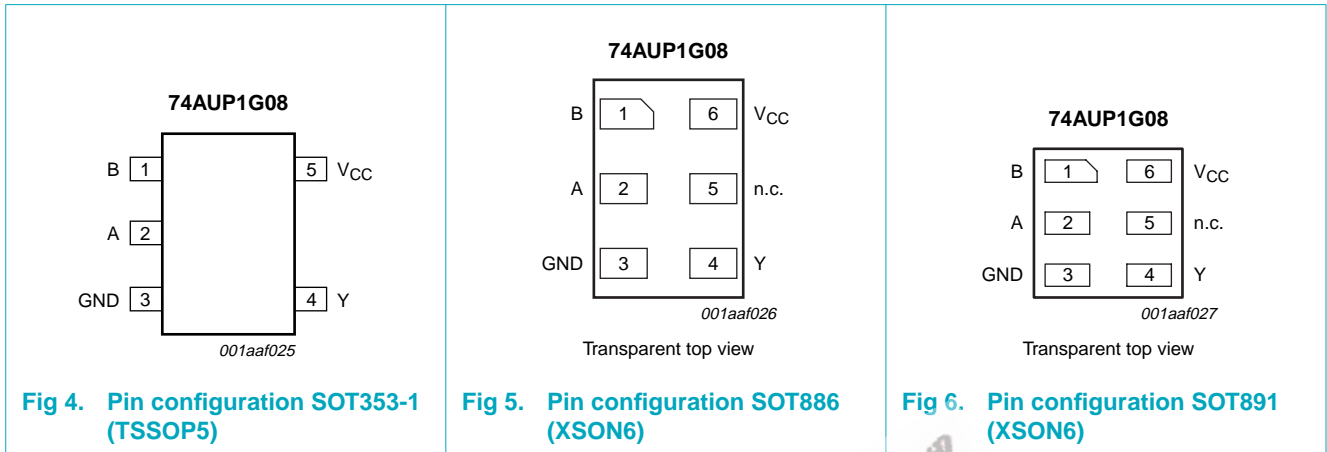 74AUP1G08
B 1 5 VCC
A 2
GND 3 4 Y
001aaf025
Fig 4. Pin configuration SOT353-1
(TSSOP5)
74AUP1G08
B 1 6 VCC
A 2 5 n.c.
GND 3 4 Y
001aaf026
Transparent top view
Fig 5. Pin configuration SOT886
(XSON6)
74AUP1G08
B 1 6 VCC
A 2 5 n.c.
GND 3 4 Y
001aaf027
Transparent top view
Fig 6. Pin configuration SOT891
(XSON6)